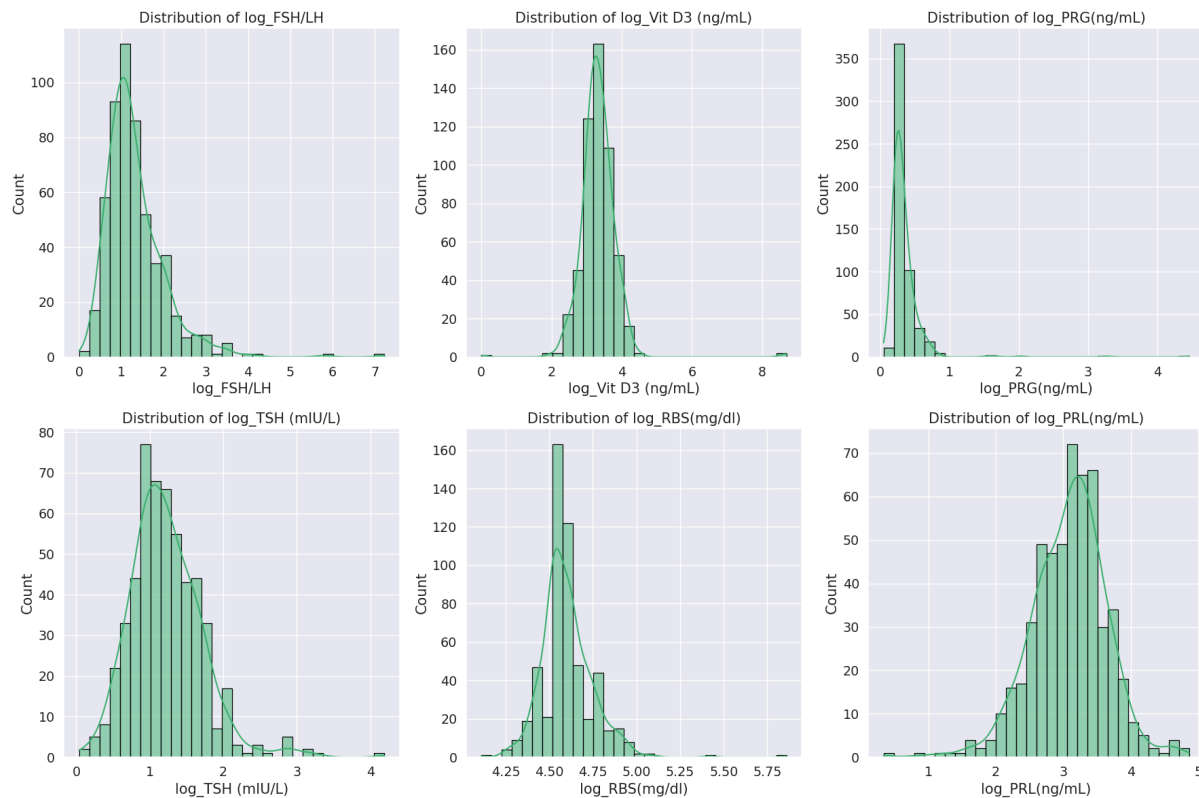 Distribution of log_FSH/LH
Count
100
80
60
40
20
0
0 1 2 3 4 5 6 7
log_FSH/LH
Distribution of log_Vit D3 (ng/mL)
Count
160
140
120
100
80
60
40
20
0
0 2 4 6 8
log_Vit D3 (ng/mL)
Distribution of log_PRG(ng/mL)
Count
350
300
250
200
150
100
50
0
0 1 2 3 4
log_PRG(ng/mL)
Distribution of log_TSH (mIU/L)
Count
80
70
60
50
40
30
20
10
0
0 1 2 3 4
log_TSH (mIU/L)
Distribution of log_RBS(mg/dl)
Count
160
140
120
100
80
60
40
20
0
4.25 4.50 4.75 5.00 5.25 5.50 5.75
log_RBS(mg/dl)
Distribution of log_PRL(ng/mL)
Count
70
60
50
40
30
20
10
0
1 2 3 4 5
log_PRL(ng/mL)